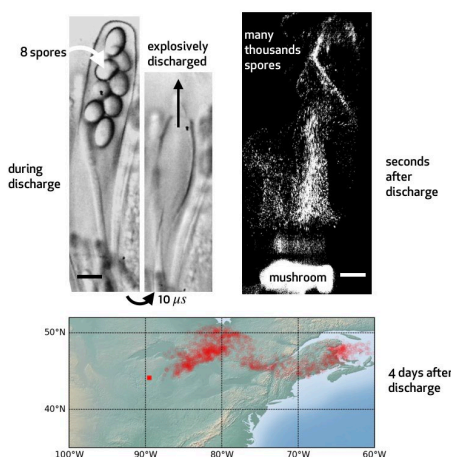 8 spores
explosively
discharged
during
discharge
10 μs
many
thousands
spores
mushroom
seconds
after
discharge
50°N
40°N
100°W
90°W
80°W
70°W
60°W
4 days after
discharge